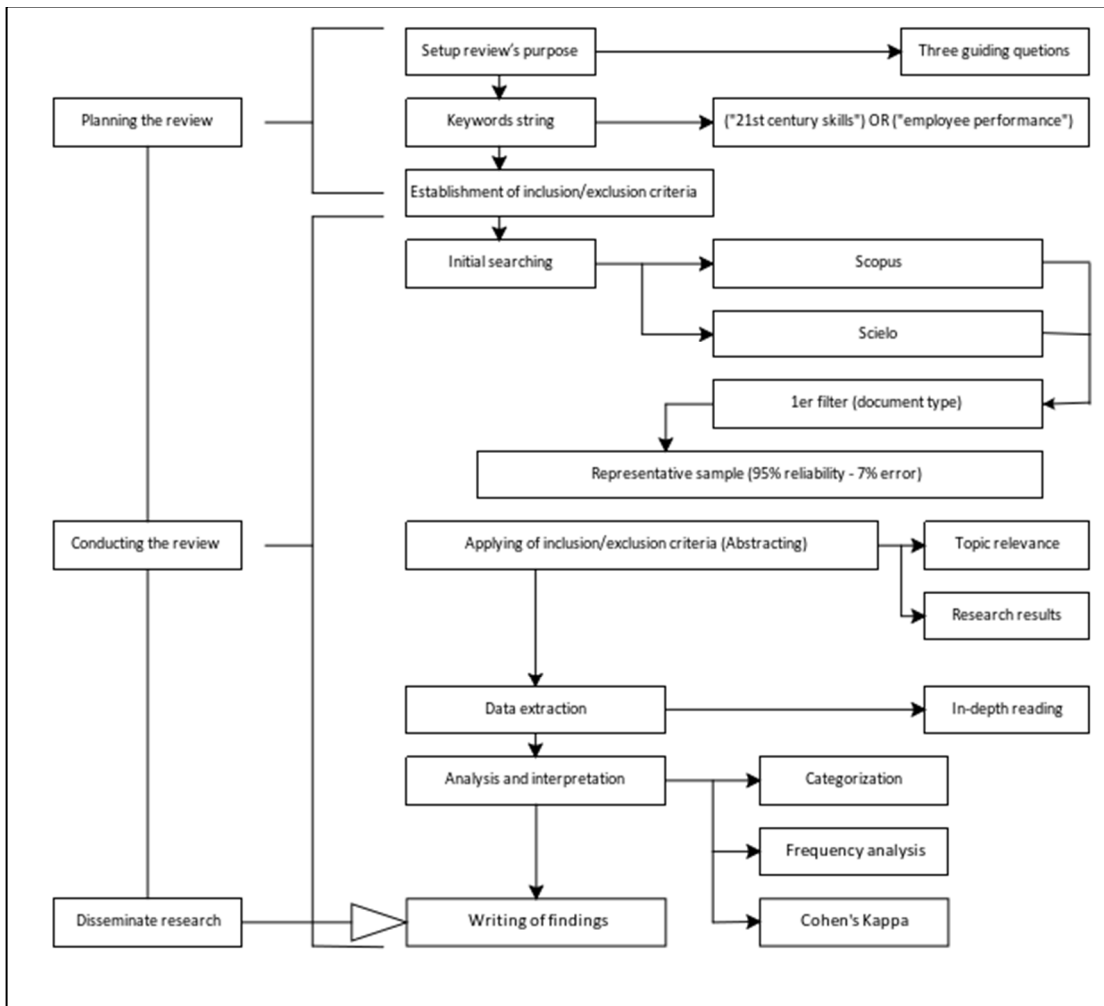 Setup review's purpose
Three guiding quetions
Planning the review
Keywords string
("21st century skills") OR ("employee performance")
Establishment of inclusion/exclusion criteria
Initial searching
Scopus
Scielo
1er filter (document type)
Representative sample (95% reliability - 7% error)
Conducting the review
Applying of inclusion/exclusion criteria (Abstracting)
Topic relevance
Research results
Data extraction
In-depth reading
Analysis and interpretation
Categorization
Frequency analysis
Disseminate research
Writing of findings
Cohen's Kappa